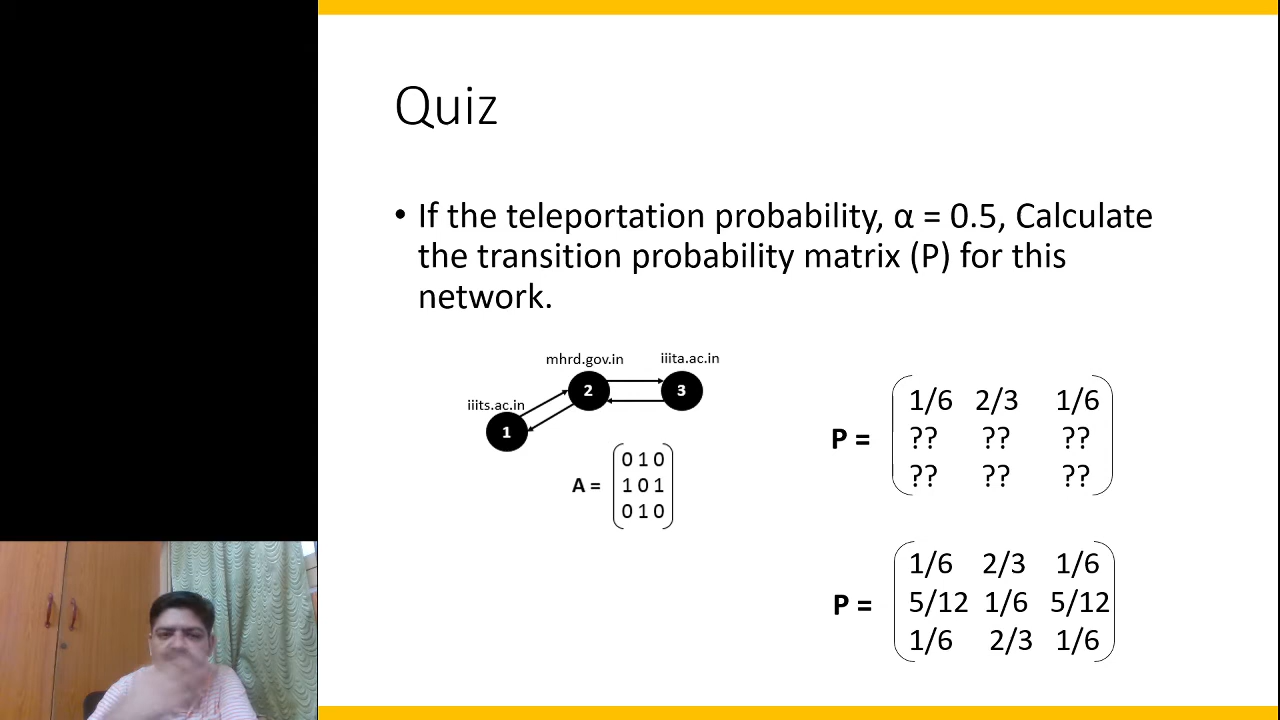 Quiz
• If the teleportation probability, α = 0.5, Calculate
the transition probability matrix (P) for this
network.
mhrd.gov.in
iiita.ac.in
2
3
iiits.ac.in
1
A =
0 1 0
1 0 1
0 1 0
P =
1/6 2/3 1/6
?? ?? ??
?? ?? ??
P =
1/6 2/3 1/6
5/12 1/6 5/12
1/6 2/3 1/6